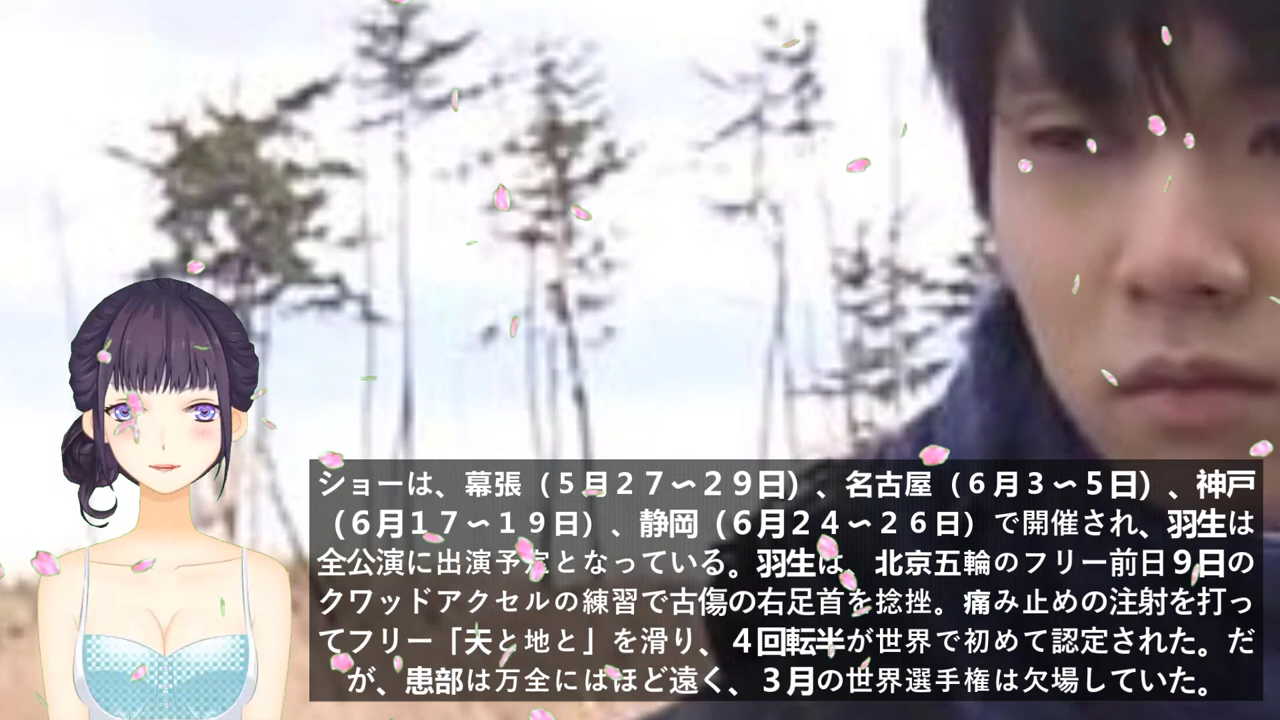 ショーは、幕張（５月２７〜２９日）、名古屋（６月３〜５日）、神戸
（６月１７〜１９日）、静岡（６月２４〜２６日）で開催され、羽生は
全公演に出演予定となっている。羽生は、北京五輪のフリー前日９日の
クワッドアクセルの練習で古傷の右足首を捻挫。痛み止めの注射を打っ
てフリー「天と地と」を滑り、４回転半が世界で初めて認定された。だ
が、患部は万全にはほど遠く、３月の世界選手権は欠場していた。